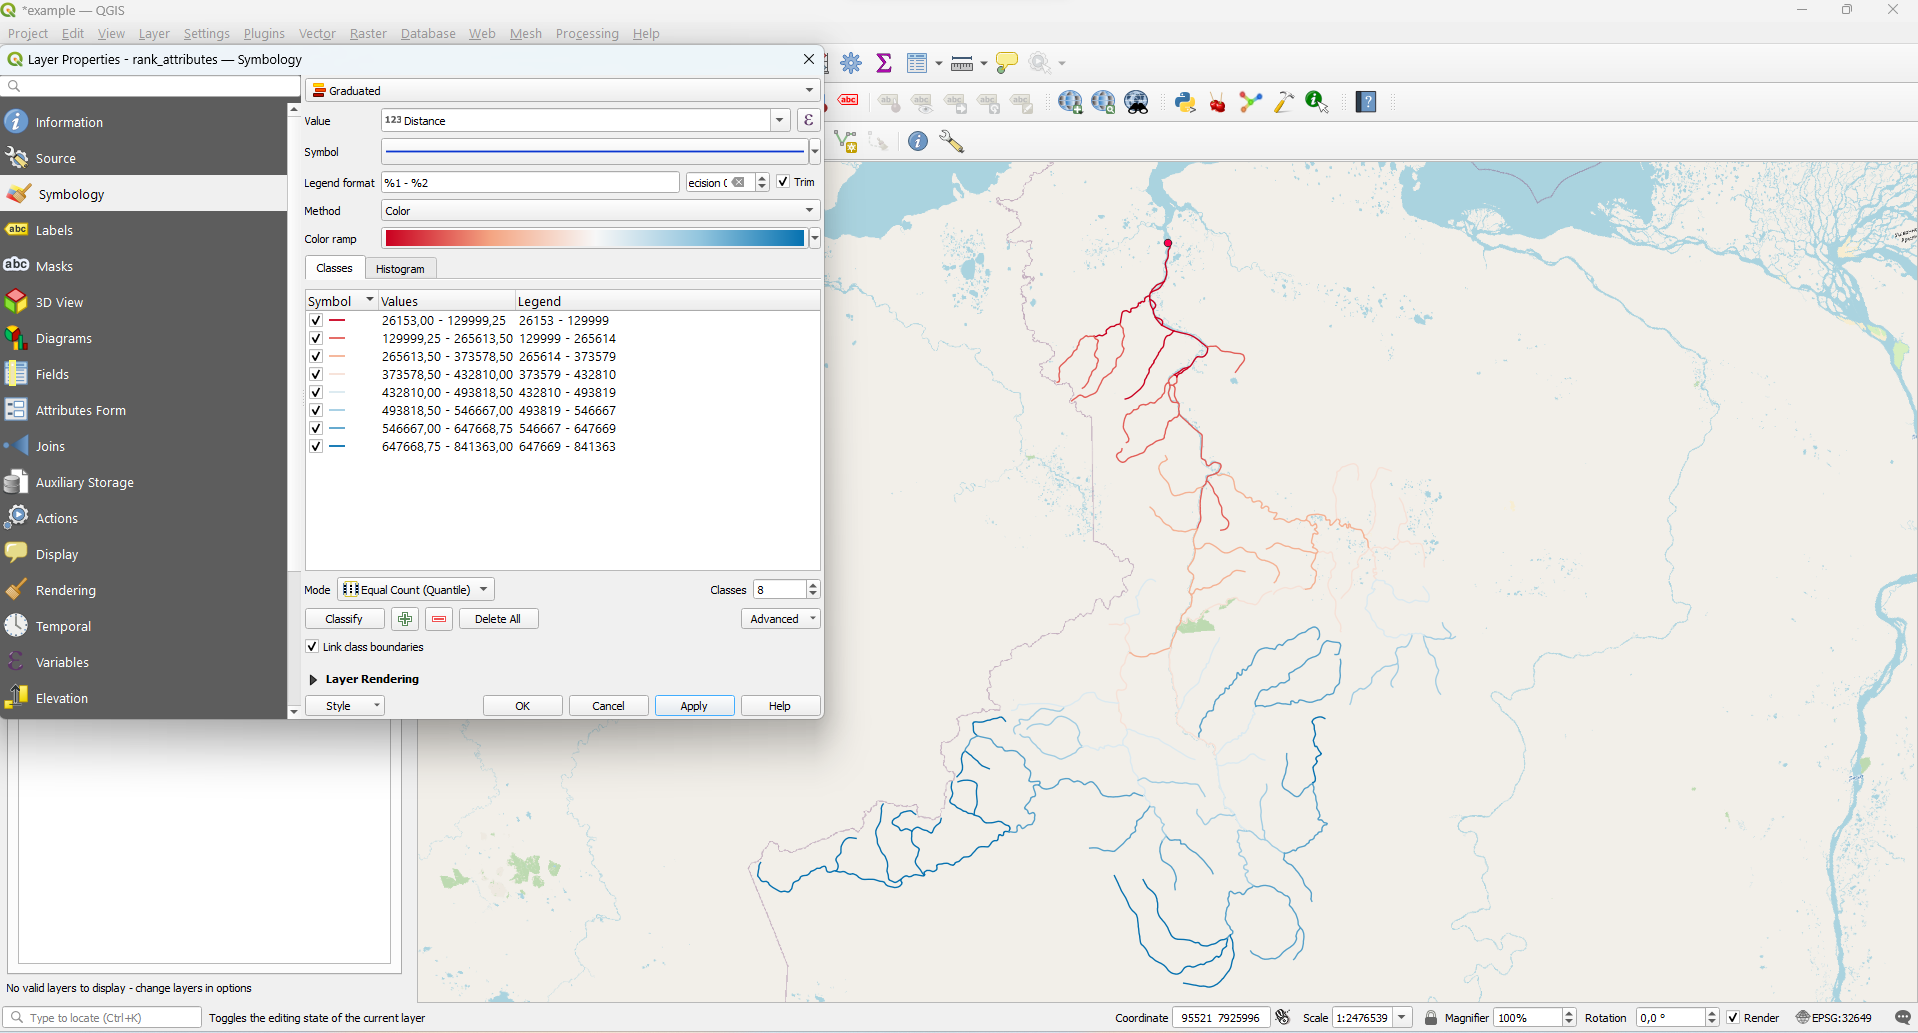 *example — QGIS
Project Edit View Layer Settings Plugins Vector Raster Database Web Mesh Processing Help
Layer Properties - rank_attributes — Symbology
Information
Source
Symbology
Labels
Masks
3D View
Diagrams
Fields
Attributes Form
Joins
Auxiliary Storage
Actions
Display
Rendering
Temporal
Variables
Elevation
Graduated
Value 123 Distance ε
Symbol
Legend format %1 - %2 ecision 0 Trim
Method Color
Color ramp
Classes Histogram
Symbol Values Legend
26153,00 - 129999,25 26153 - 129999
129999,25 - 265613,50 129999 - 265614
265613,50 - 373578,50 265614 - 373579
373578,50 - 432810,00 373579 - 432810
432810,00 - 493818,50 432810 - 493819
493818,50 - 546667,00 493819 - 546667
546667,00 - 647668,75 546667 - 647669
647668,75 - 841363,00 647669 - 841363
Mode Equal Count (Quantile) Classes 8
Classify Delete All Advanced
Link class boundaries
Layer Rendering
Style OK Cancel Apply Help
No valid layers to display - change layers in options
Type to locate (Ctrl+K) Toggles the editing state of the current layer Coordinate 95521 7925996 Scale 1:2476539 Magnifier 100% Rotation 0,0 ° Render EPSG:32649